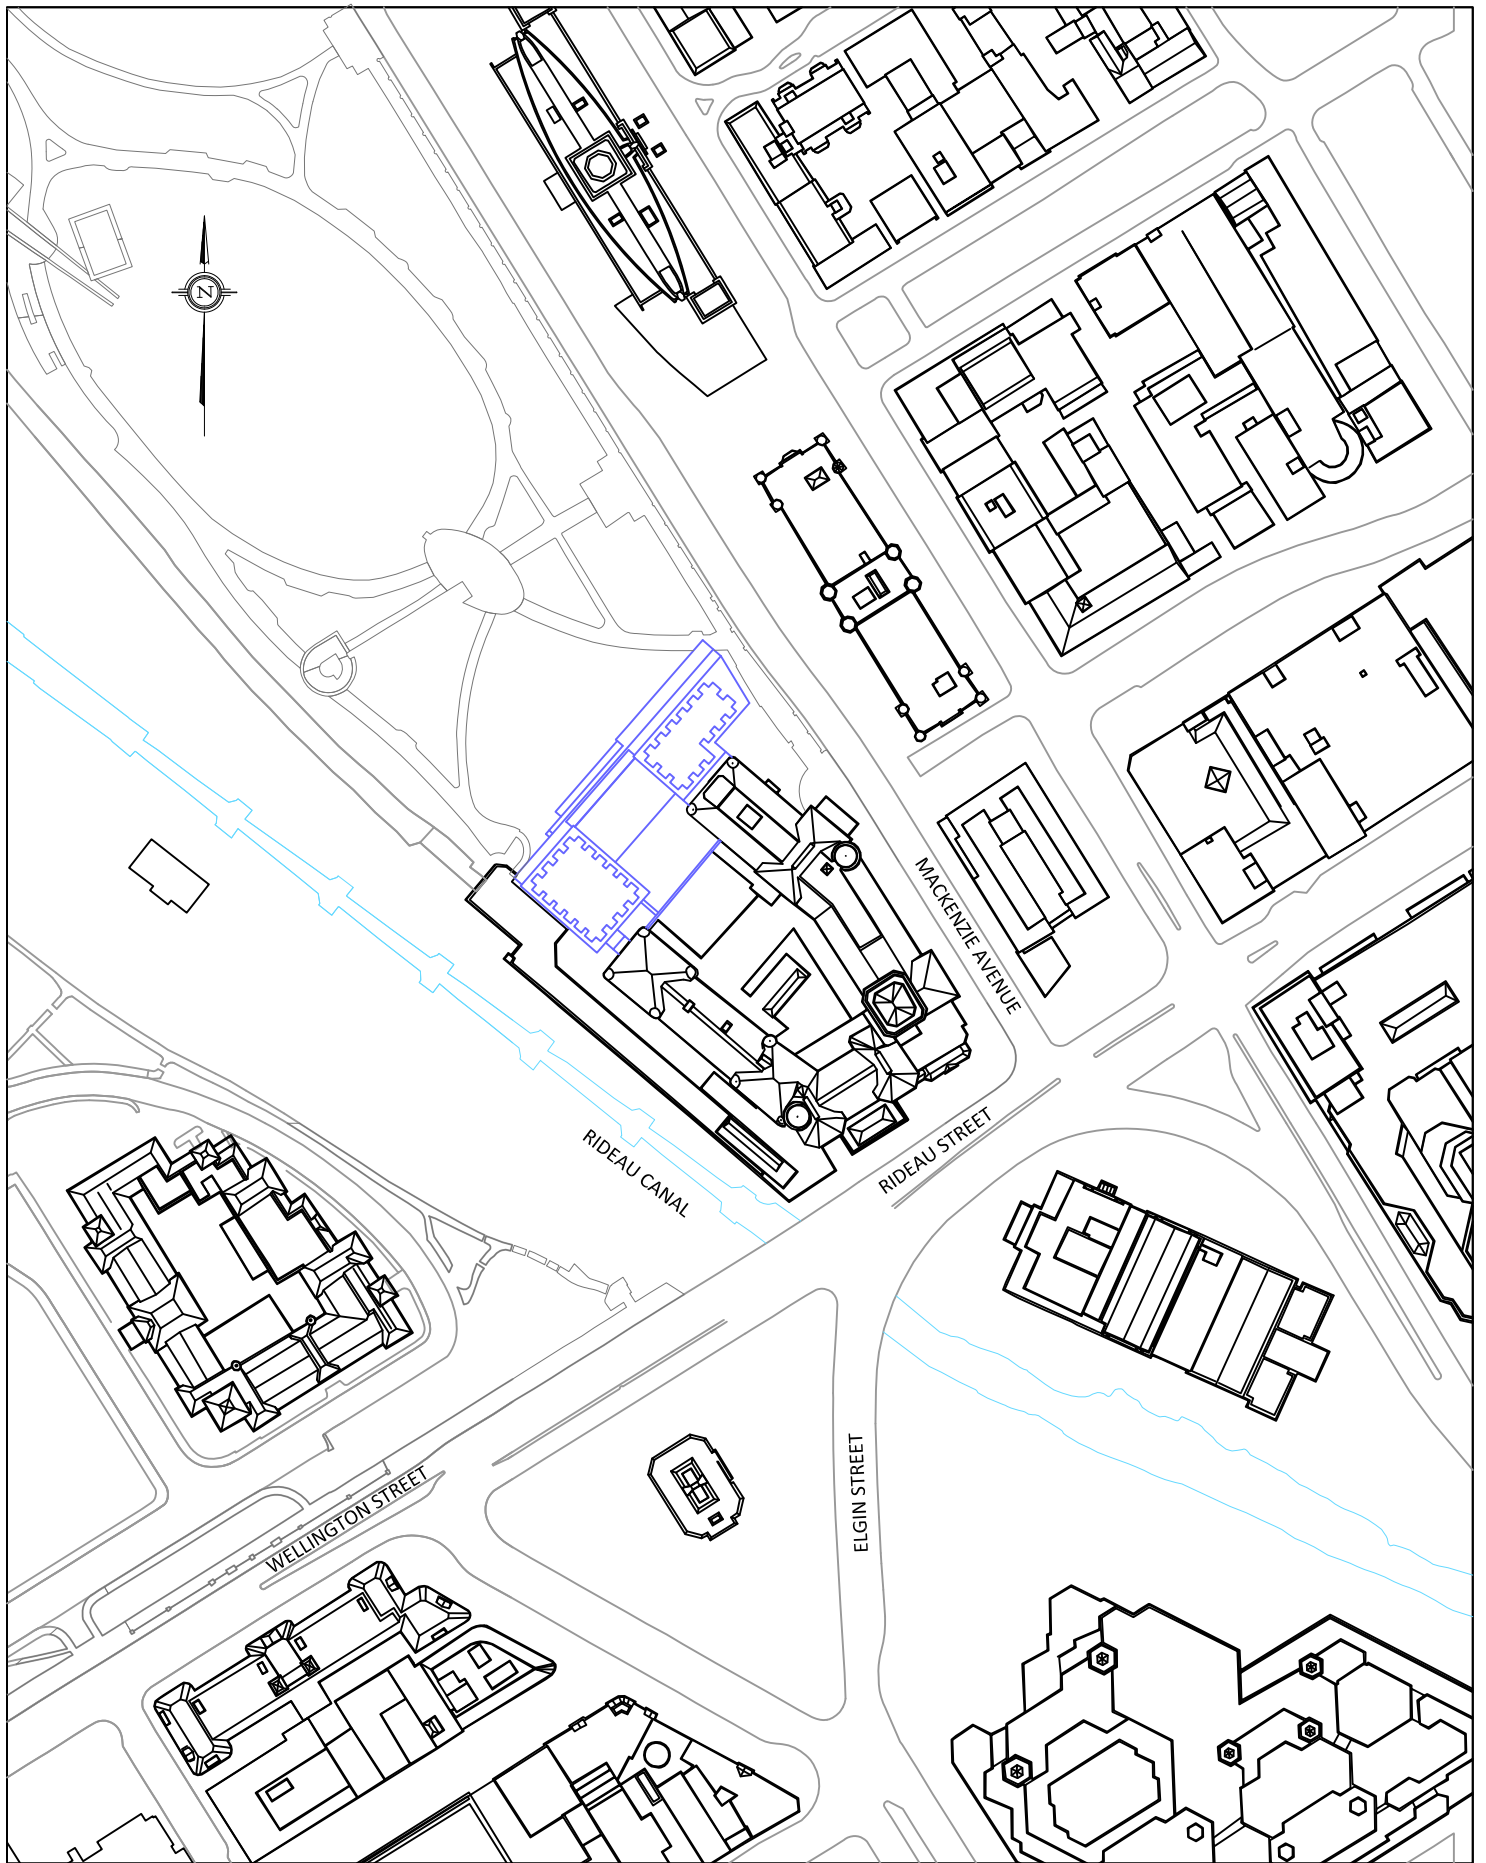 N
MACKENZIE AVENUE
RIDEAU STREET
RIDEAU CANAL
ELGIN STREET
WELLINGTON STREET